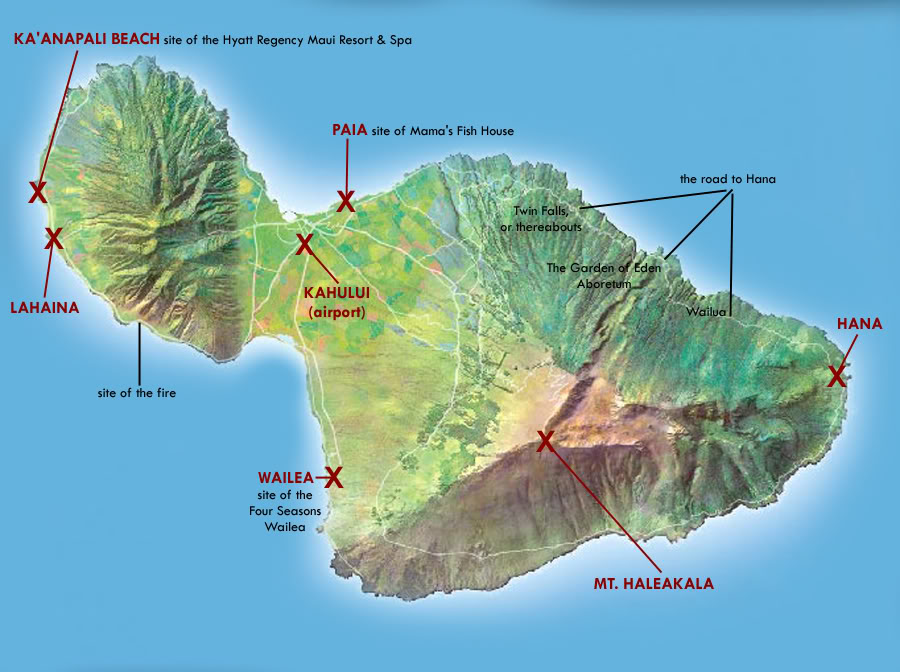 KA'ANAPALI BEACH site of the Hyatt Regency Maui Resort & Spa
PAIA site of Mama's Fish House
the road to Hana
Twin Falls,
or thereabouts
The Garden of Eden
Aboretum
KAHULUI
(airport)
LAHAINA
Wailua
HANA
site of the fire
WAILEA
site of the
Four Seasons
Wailea
MT. HALEAKALA